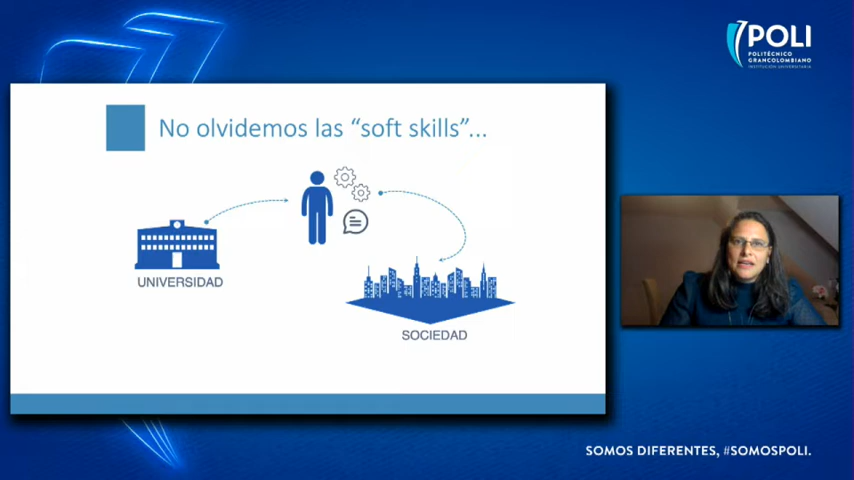 POLI
POLITÉCNICO
GRANCOLOMBIANO
INSTITUCIÓN UNIVERSITARIA
No olvidemos las “soft skills”...
UNIVERSIDAD
SOCIEDAD
SOMOS DIFERENTES, #SOMOSPOLI.